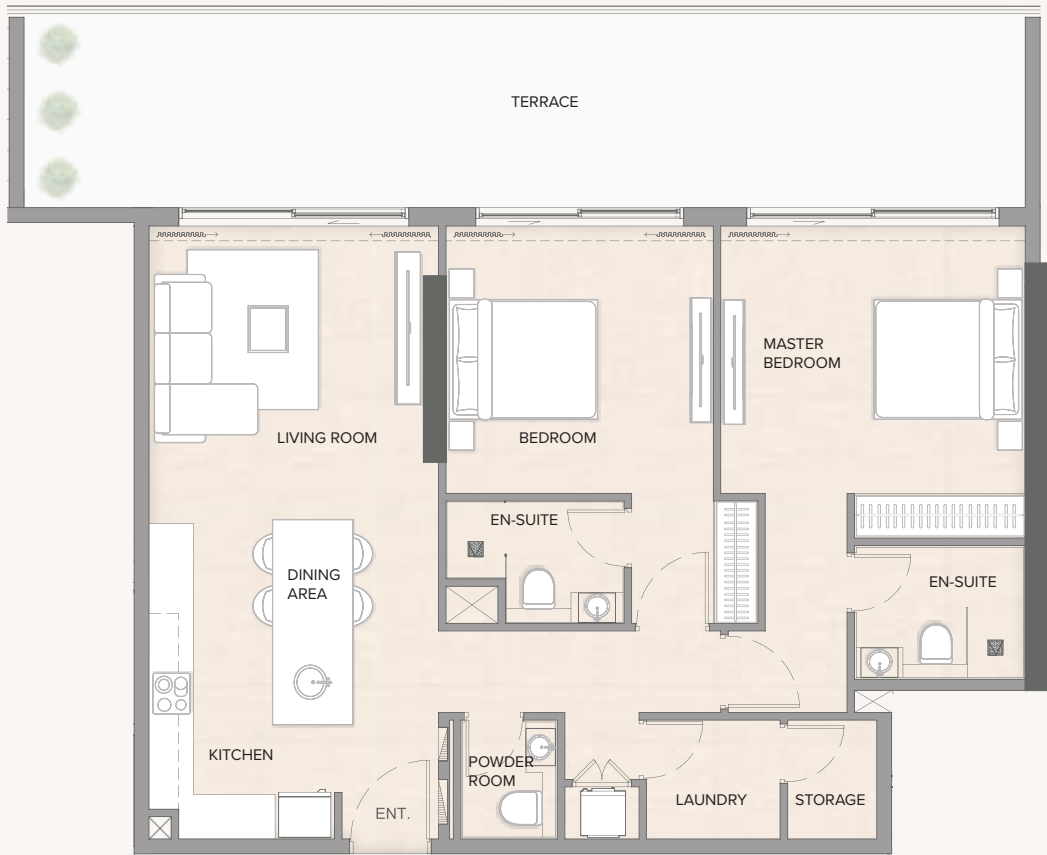 TERRACE
MASTER
BEDROOM
LIVING ROOM
BEDROOM
EN-SUITE
DINING
AREA
EN-SUITE
KITCHEN
POWDER
ROOM
ENT.
LAUNDRY
STORAGE